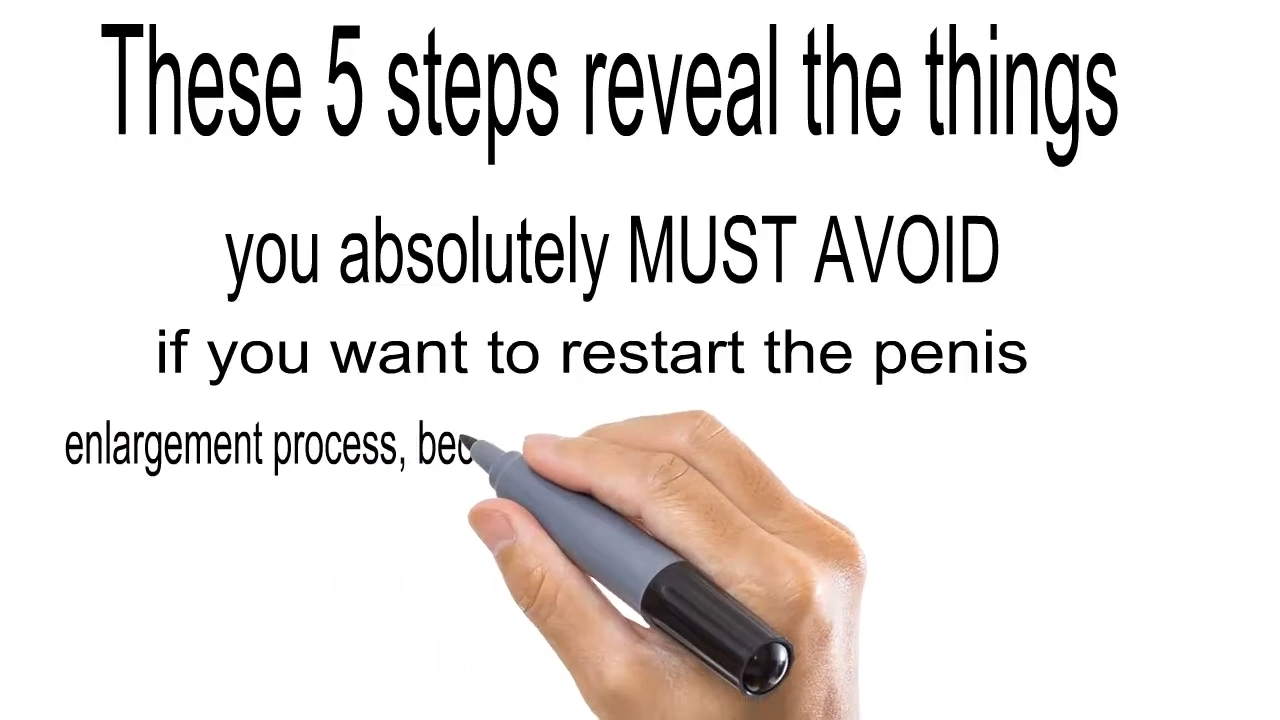 These 5 steps reveal the things
you absolutely MUST AVOID
if you want to restart the penis
enlargement process, bec